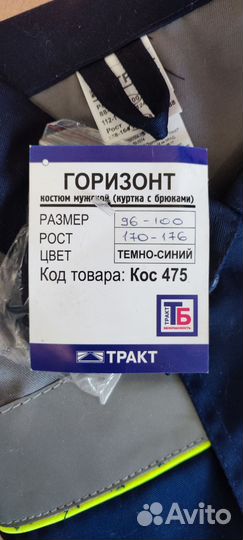 ГОРИЗОНТ
костюм мужской (куртка с брюками)
РАЗМЕР 96-100
РОСТ 170-176
ЦВЕТ ТЕМНО-СИНИЙ
Код товара: Кос 475
ТРАКТ ТБ
БЕЗОПАСНОСТЬ
ТРАКТ
Avito